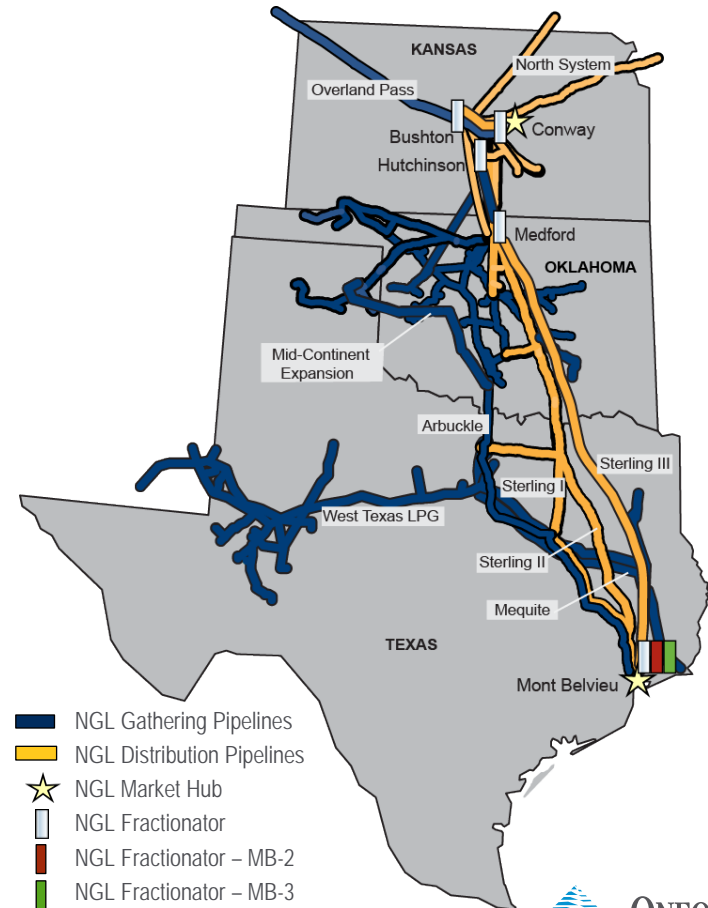 KANSAS
North System
Overland Pass
Bushton
Conway
Hutchinson
Medford
OKLAHOMA
Mid-Continent
Expansion
Arbuckle
Sterling III
Sterling I
West Texas LPG
Sterling II
Mequite
TEXAS
Mont Belvieu
NGL Gathering Pipelines
NGL Distribution Pipelines
NGL Market Hub
NGL Fractionator
NGL Fractionator – MB-2
NGL Fractionator – MB-3